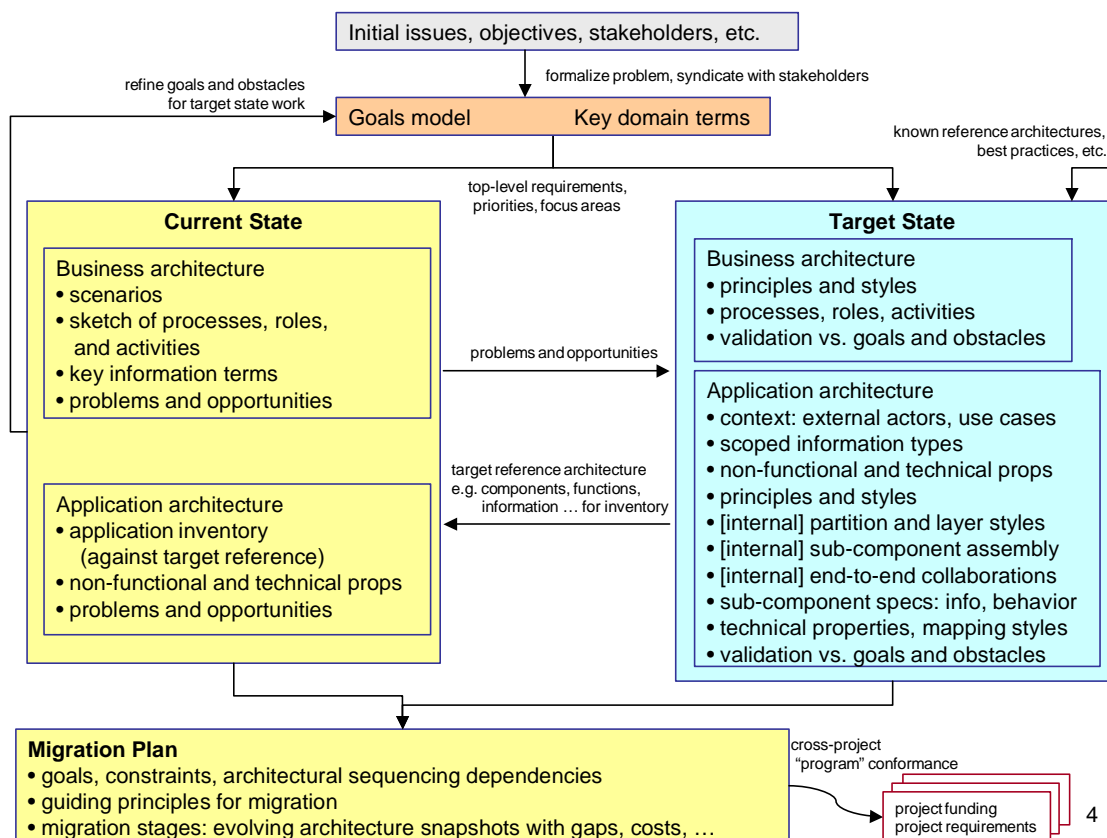 Initial issues, objectives, stakeholders, etc.
refine goals and obstacles
for target state work
formalize problem, syndicate with stakeholders
Goals model Key domain terms
known reference architectures,
best practices, etc.
top-level requirements,
priorities, focus areas
Current State
Business architecture
• scenarios
• sketch of processes, roles,
and activities
• key information terms
• problems and opportunities
Application architecture
• application inventory
(against target reference)
• non-functional and technical props
• problems and opportunities
problems and opportunities
target reference architecture
e.g. components, functions,
information … for inventory
Target State
Business architecture
• principles and styles
• processes, roles, activities
• validation vs. goals and obstacles
Application architecture
• context: external actors, use cases
• scoped information types
• non-functional and technical props
• principles and styles
• [internal] partition and layer styles
• [internal] sub-component assembly
• [internal] end-to-end collaborations
• sub-component specs: info, behavior
• technical properties, mapping styles
• validation vs. goals and obstacles
Migration Plan
• goals, constraints, architectural sequencing dependencies
• guiding principles for migration
• migration stages: evolving architecture snapshots with gaps, costs, …
cross-project
“program” conformance
project funding
project requirements
4